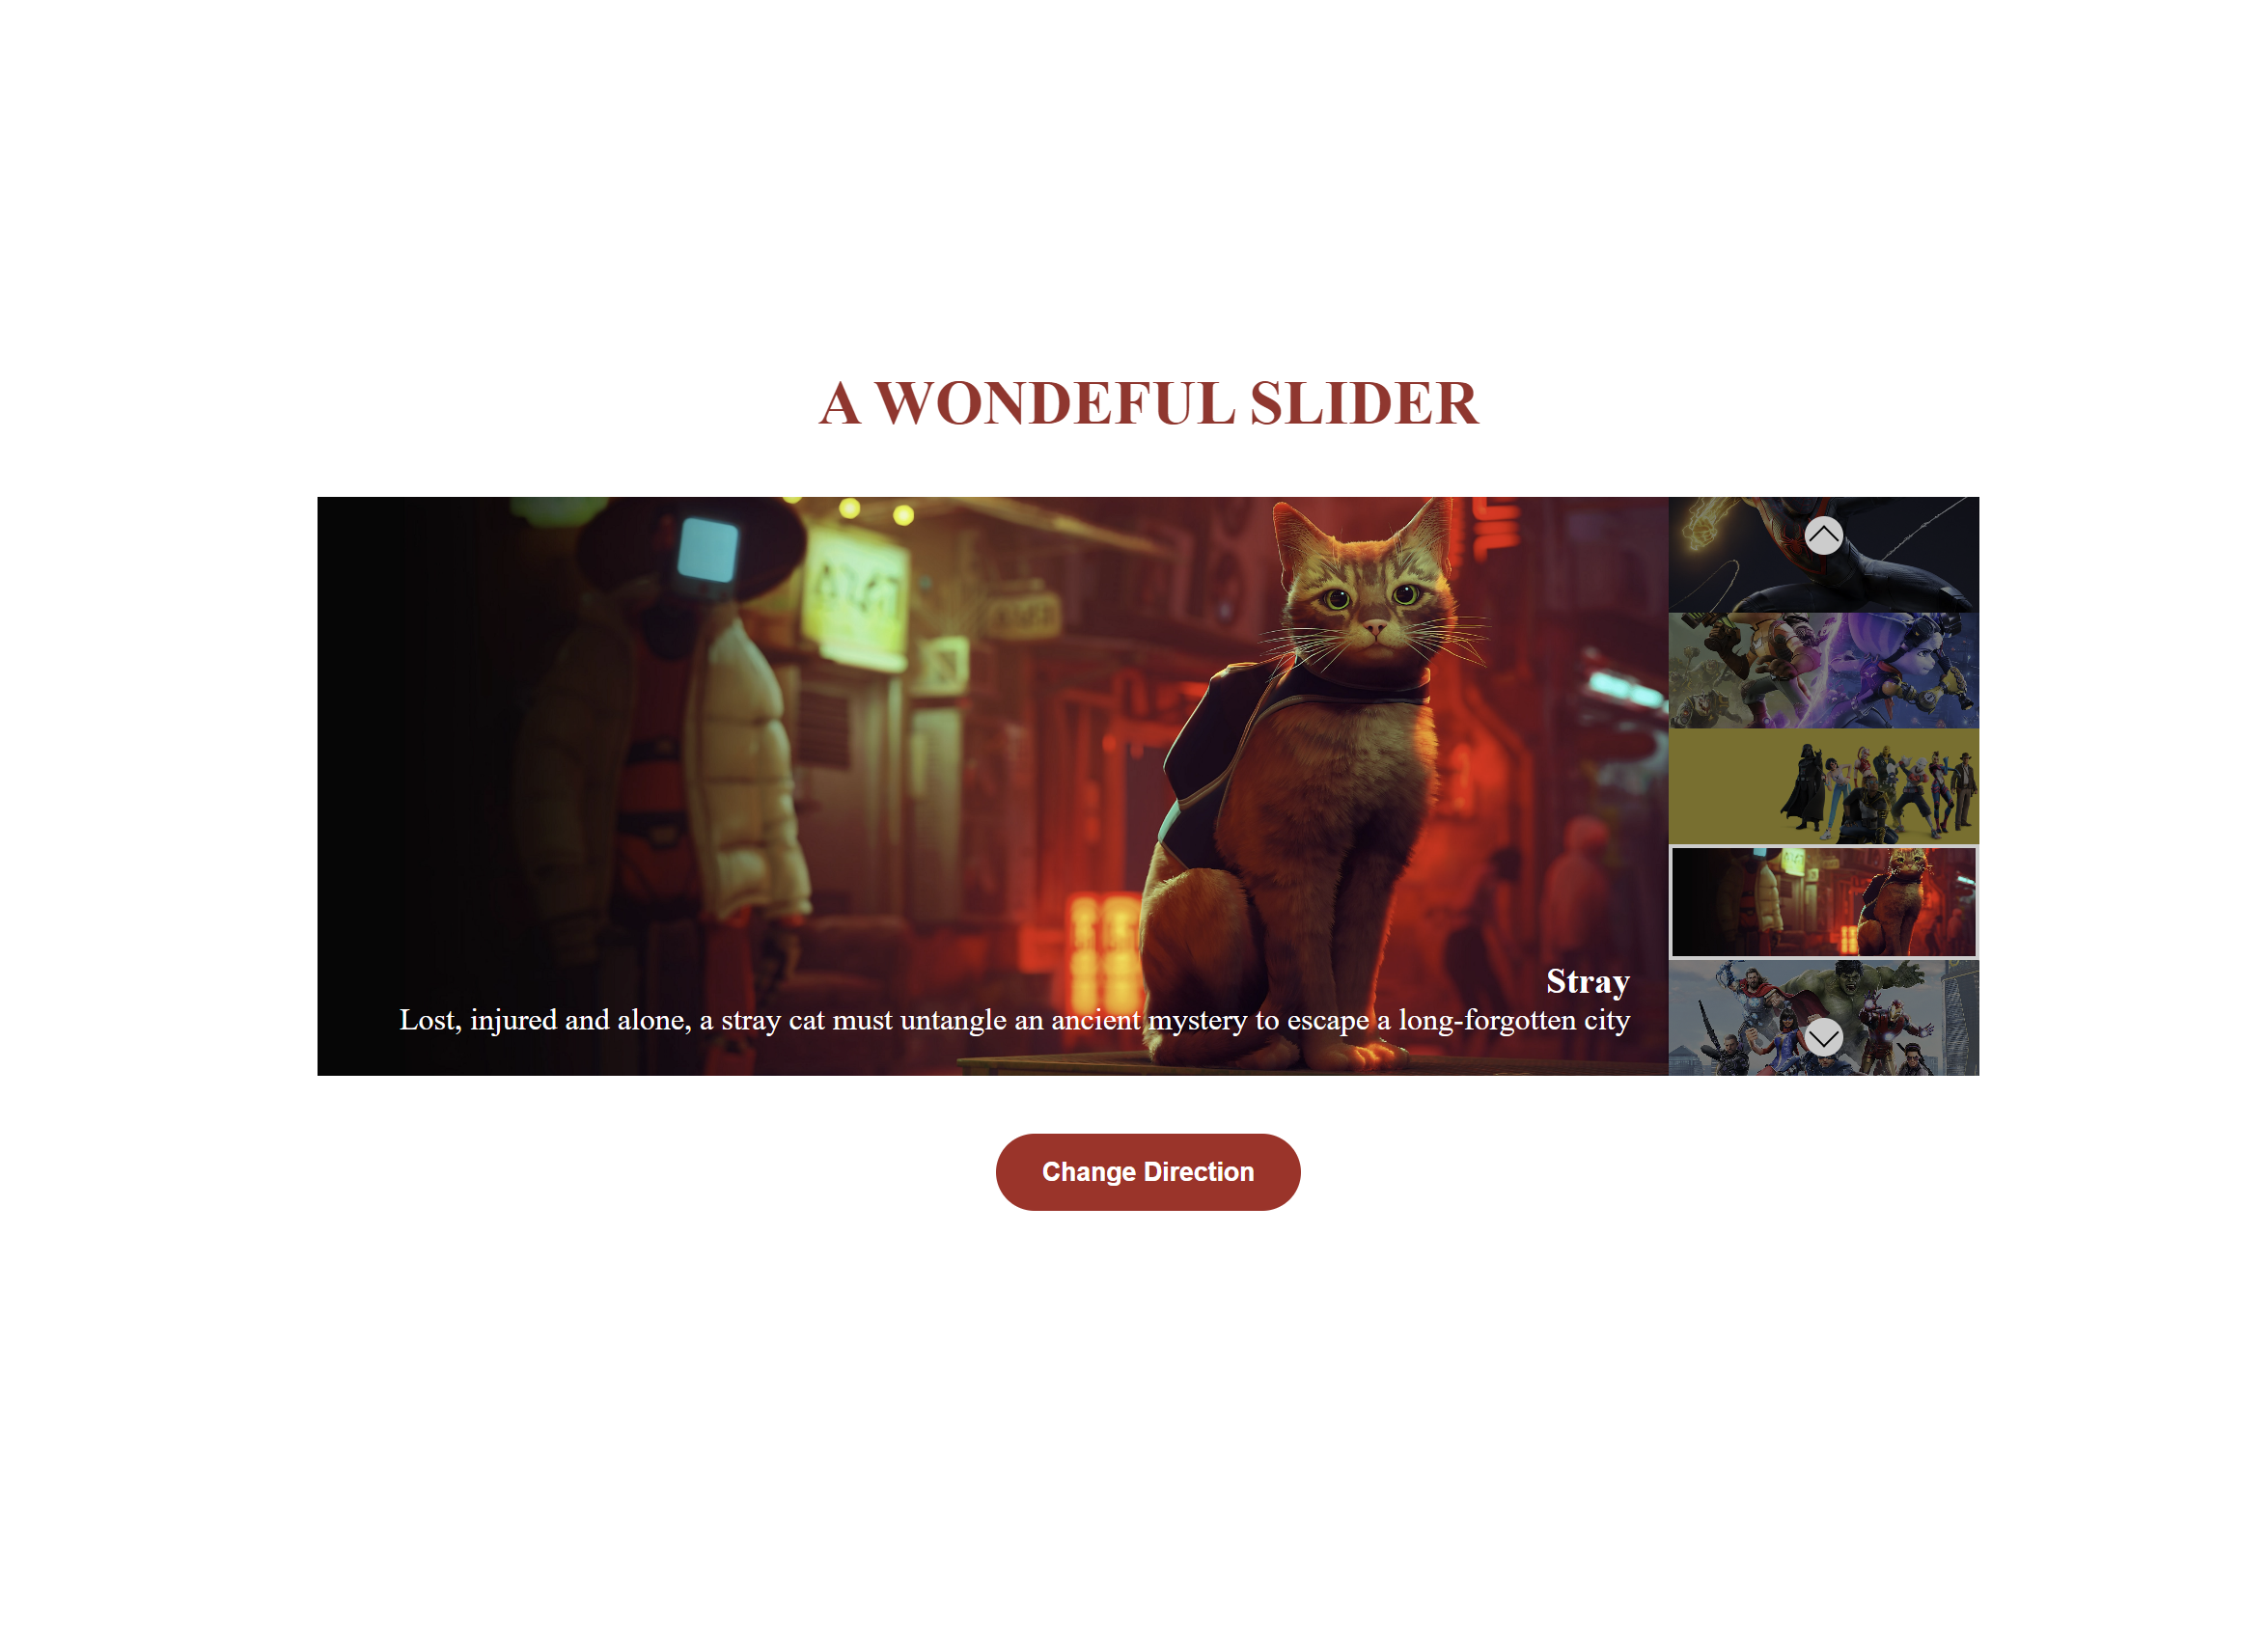 A WONDEFUL SLIDER
Stray
Lost, injured and alone, a stray cat must untangle an ancient mystery to escape a long-forgotten city
Change Direction